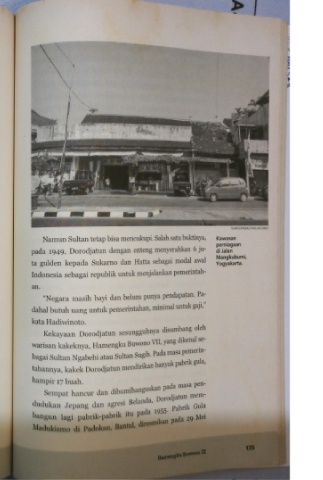 Kawasan
perniagaan
di Jalan
Mangkubumi,
Yogyakarta.
Namun Sultan tetap bisa mencukupi. Salah satu buktinya,
pada 1949, Dorodjatun dengan enteng menyerahkan 6 ju-
ta gulden kepada Sukarno dan Hatta sebagai modal awal
Indonesia sebagai republik untuk menjalankan pemerintah-
an.
"Negara masih bayi dan belum punya pendapatan. Pa-
dahal butuh uang untuk pemerintahan, minimal untuk gaji,"
kata Hadiwinoto.
Kekayaan Dorodjatun sesungguhnya ditopang oleh
warisan kakeknya, Hamengku Buwono VII, yang dikenal se-
bagai Sultan Ngabehi atau Sultan Sugih. Pada masa pemerin-
tahannya, kakek Dorodjatun mendirikan banyak pabrik gula,
hampir 17 buah.
Sempat hancur dan dibumihanguskan pada masa pen-
dudukan Jepang dan agresi Belanda, Dorodjatun mem-
bangun lagi pabrik-pabrik itu pada 1955. Pabrik Gula
Madukismo di Padokan, Bantul, diresmikan pada 29 Mei
Hamengku Buwono IX